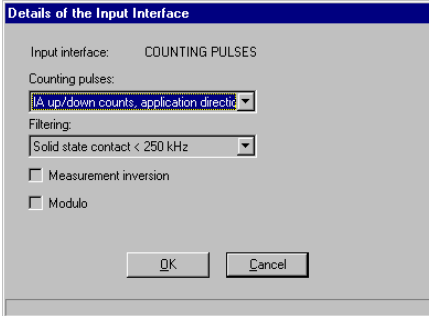 Details of the Input Interface
Input interface: COUNTING PULSES
Counting pulses:
IA up/down counts, application directio
Filtering:
Solid state contact < 250 kHz
Measurement inversion
Modulo
OK Cancel